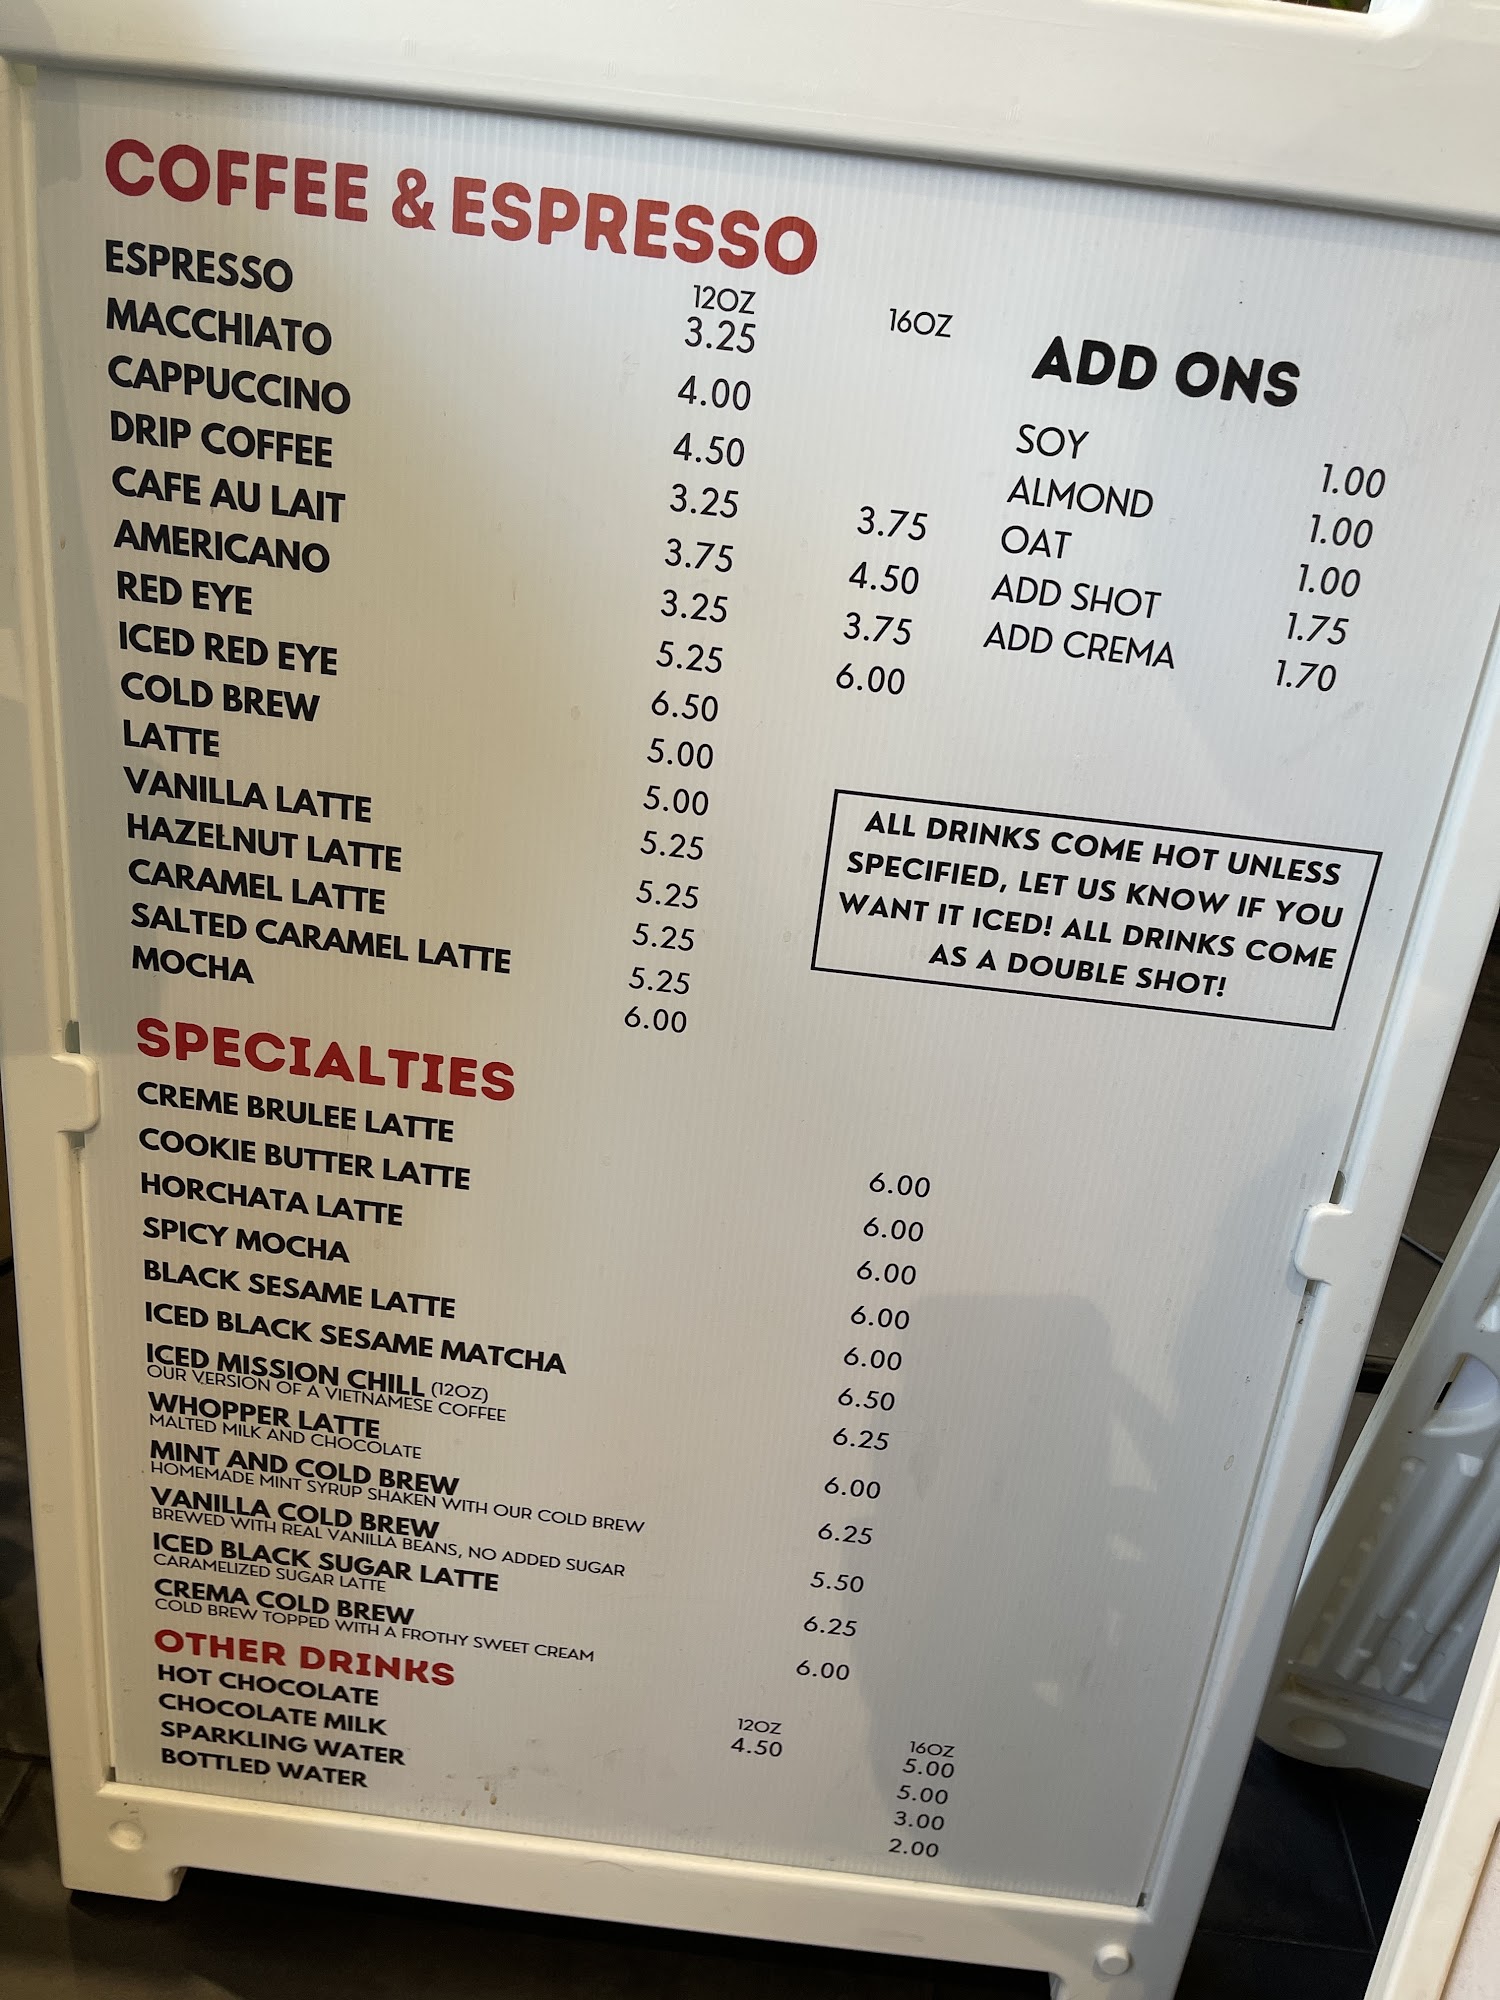 COFFEE & ESPRESSO
12OZ 16OZ
ESPRESSO 3.25
MACCHIATO 4.00
CAPPUCCINO 4.50
DRIP COFFEE 3.25 3.75
CAFE AU LAIT 3.75 4.50
AMERICANO 3.25 3.75
RED EYE 5.25 6.00
ICED RED EYE 6.50
COLD BREW 5.00
LATTE 5.00
VANILLA LATTE 5.25
HAZELNUT LATTE 5.25
CARAMEL LATTE 5.25
SALTED CARAMEL LATTE 5.25
MOCHA 6.00
ADD ONS
SOY 1.00
ALMOND 1.00
OAT 1.00
ADD SHOT 1.75
ADD CREMA 1.70
ALL DRINKS COME HOT UNLESS
SPECIFIED, LET US KNOW IF YOU
WANT IT ICED! ALL DRINKS COME
AS A DOUBLE SHOT!
SPECIALTIES
CREME BRULEE LATTE 6.00
COOKIE BUTTER LATTE 6.00
HORCHATA LATTE 6.00
SPICY MOCHA 6.00
BLACK SESAME LATTE 6.00
ICED BLACK SESAME MATCHA 6.50
ICED MISSION CHILL (12OZ) 6.25
OUR VERSION OF A VIETNAMESE COFFEE
WHOPPER LATTE 6.00
MALTED MILK AND CHOCOLATE
MINT AND COLD BREW 6.25
HOMEMADE MINT SYRUP SHAKEN WITH OUR COLD BREW
VANILLA COLD BREW 5.50
BREWED WITH REAL VANILLA BEANS, NO ADDED SUGAR
ICED BLACK SUGAR LATTE 6.25
CARAMELIZED SUGAR LATTE
CREMA COLD BREW 6.00
COLD BREW TOPPED WITH A FROTHY SWEET CREAM
OTHER DRINKS
12OZ 16OZ
HOT CHOCOLATE 4.50 5.00
CHOCOLATE MILK 5.00
SPARKLING WATER 3.00
BOTTLED WATER 2.00